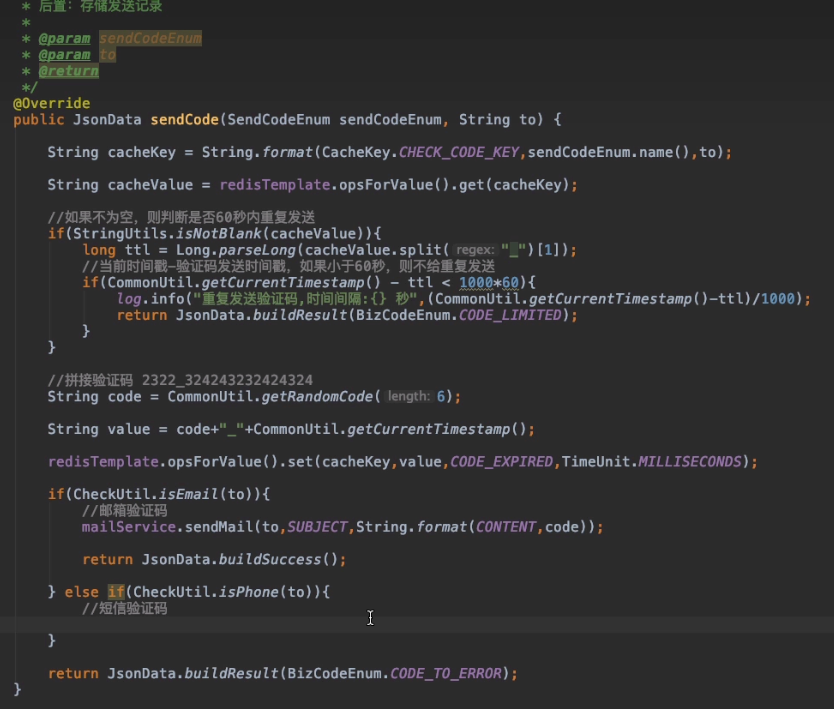 * 后置：存储发送记录
*
* @param sendCodeEnum
* @param to
* @return
*/
@Override
public JsonData sendCode(SendCodeEnum sendCodeEnum, String to) {
String cacheKey = String.format(CacheKey.CHECK_CODE_KEY,sendCodeEnum.name(),to);
String cacheValue = redisTemplate.opsForValue().get(cacheKey);
//如果不为空，则判断是否60秒内重复发送
if(StringUtils.isNotBlank(cacheValue)){
long ttl = Long.parseLong(cacheValue.split( regex: "_")[1]);
//当前时间戳-验证码发送时间戳，如果小于60秒，则不给重复发送
if(CommonUtil.getCurrentTimestamp() - ttl < 1000*60){
log.info("重复发送验证码,时间间隔:{} 秒",(CommonUtil.getCurrentTimestamp()-ttl)/1000);
return JsonData.buildResult(BizCodeEnum.CODE_LIMITED);
}
}
//拼接验证码 2322_324243232424324
String code = CommonUtil.getRandomCode( length: 6);
String value = code+"_"+CommonUtil.getCurrentTimestamp();
redisTemplate.opsForValue().set(cacheKey,value,CODE_EXPIRED,TimeUnit.MILLISECONDS);
if(CheckUtil.isEmail(to)){
//邮箱验证码
mailService.sendMail(to,SUBJECT,String.format(CONTENT,code));
return JsonData.buildSuccess();
} else if(CheckUtil.isPhone(to)){
//短信验证码
}
return JsonData.buildResult(BizCodeEnum.CODE_TO_ERROR);
}